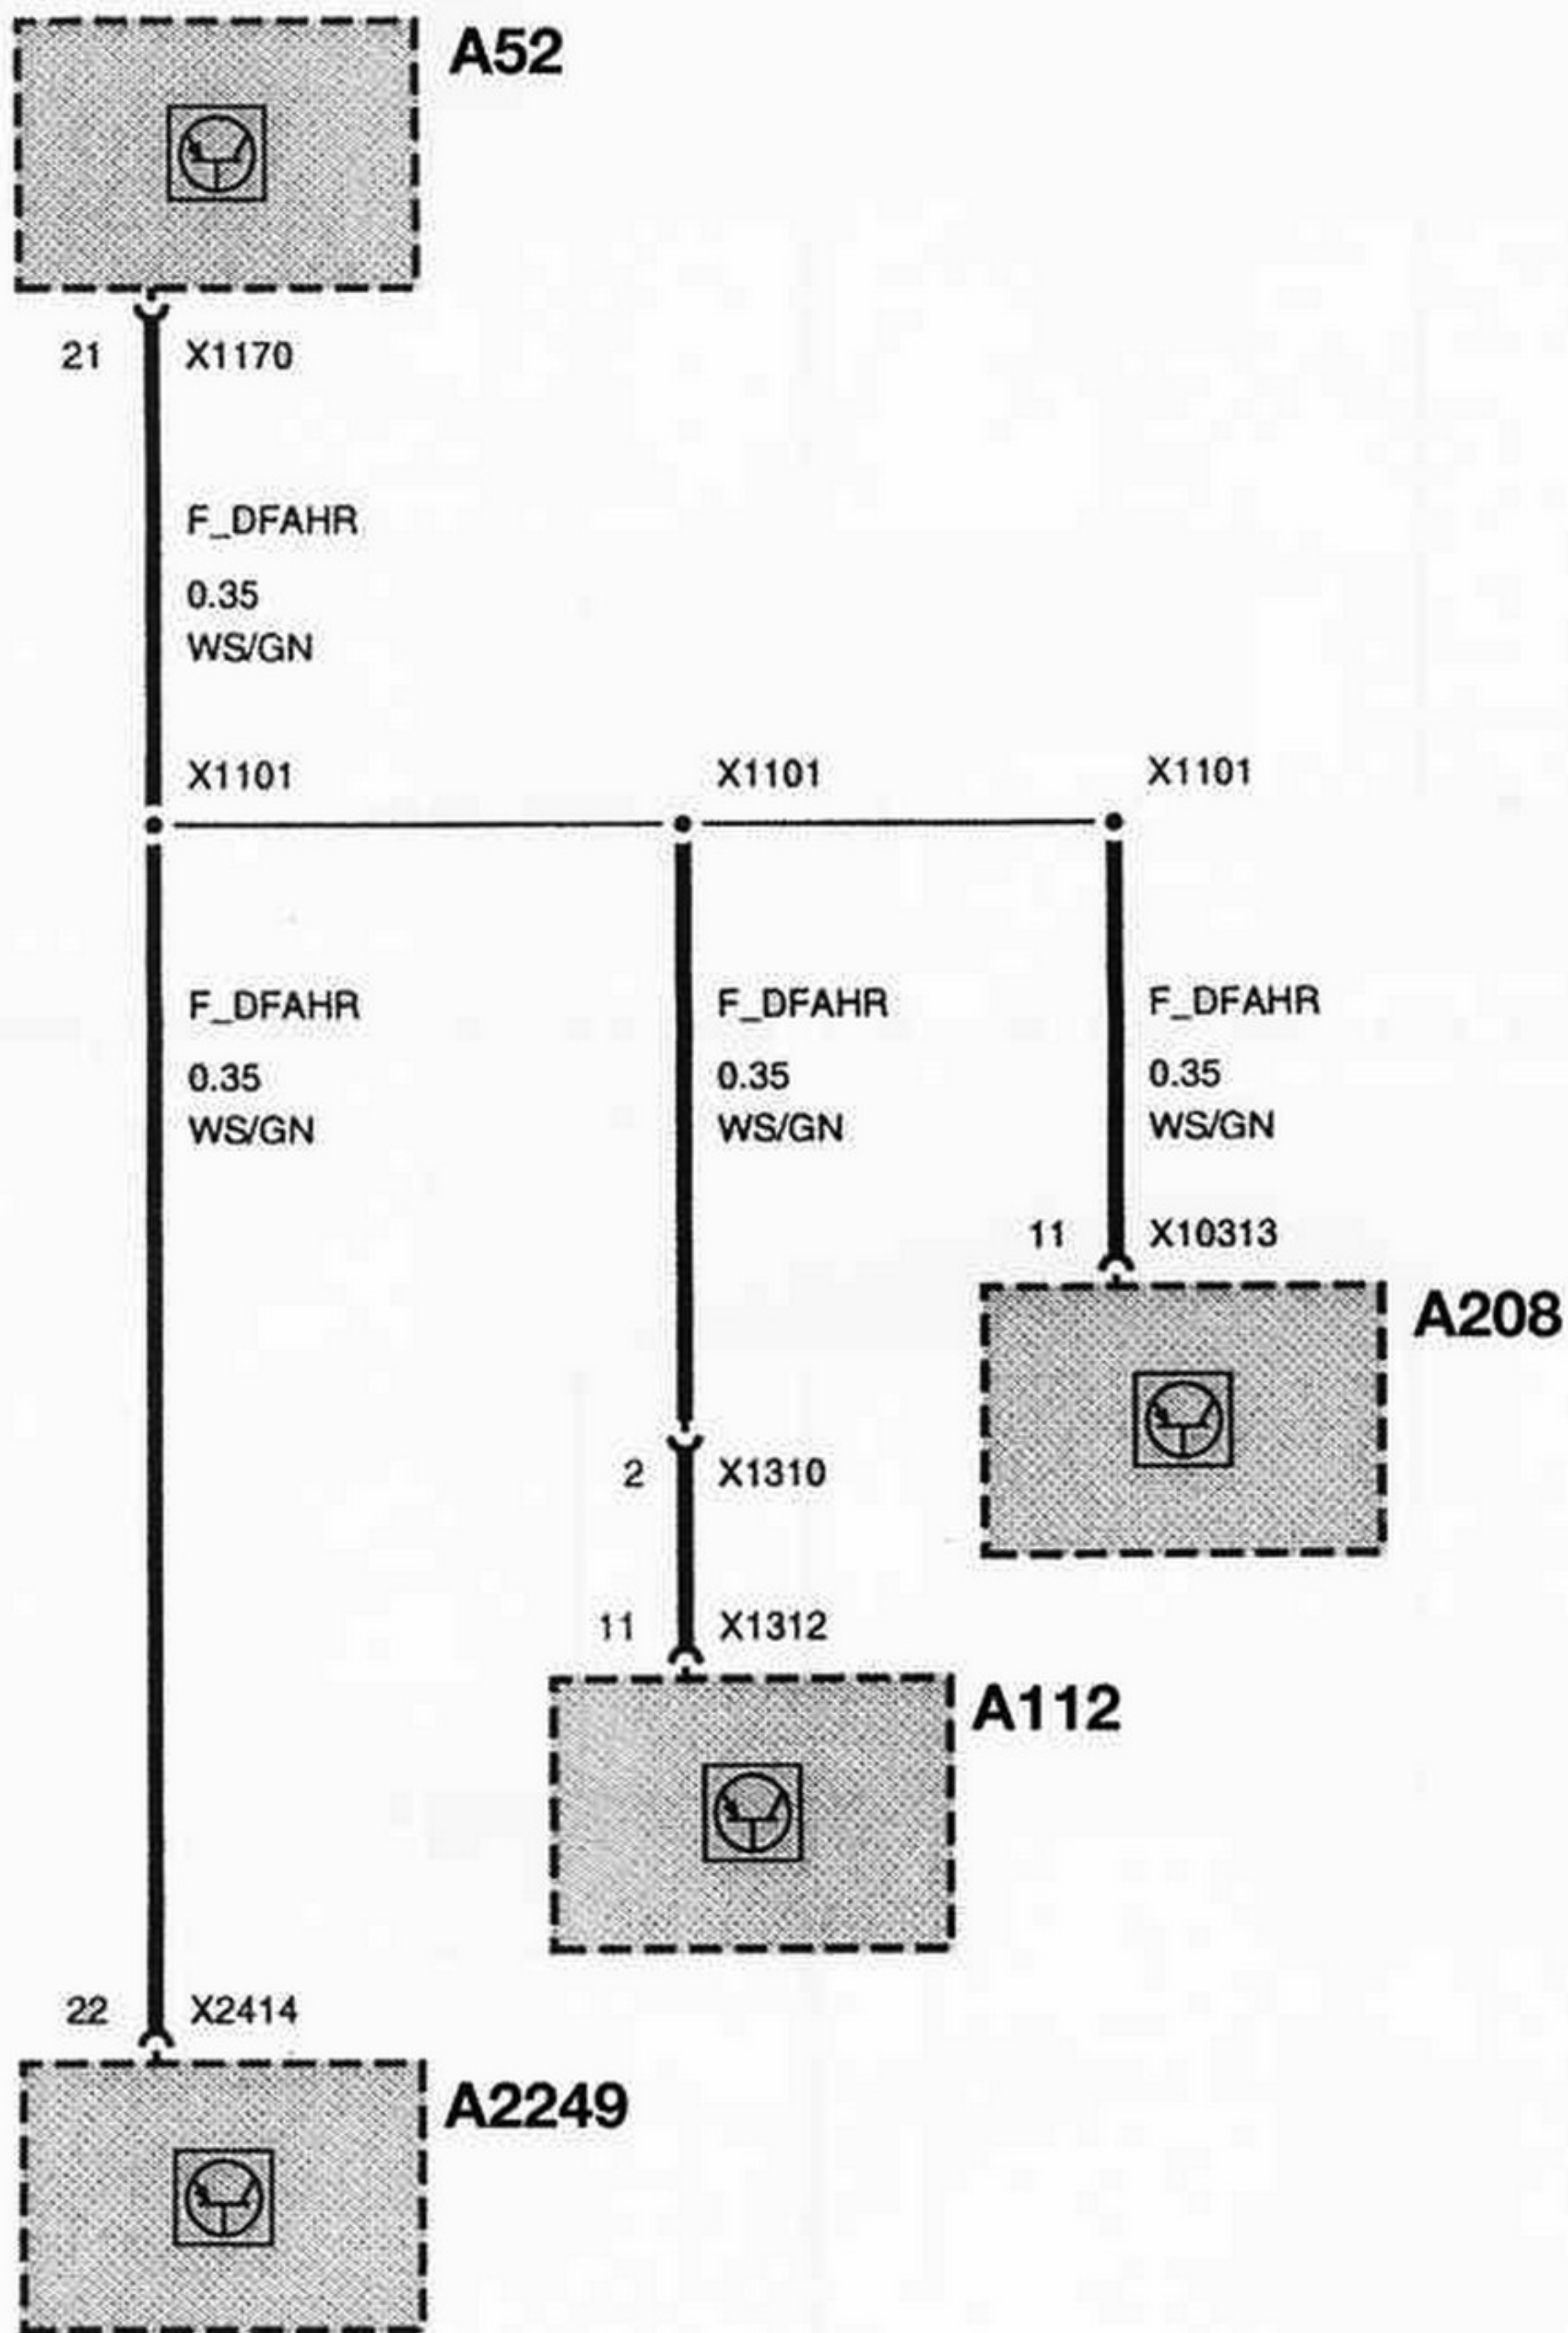 A52
21 X1170
F_DFAHR
0.35
WS/GN
X1101 X1101 X1101
F_DFAHR F_DFAHR F_DFAHR
0.35 0.35 0.35
WS/GN WS/GN WS/GN
11 X10313
A208
2 X1310
11 X1312
A112
22 X2414
A2249